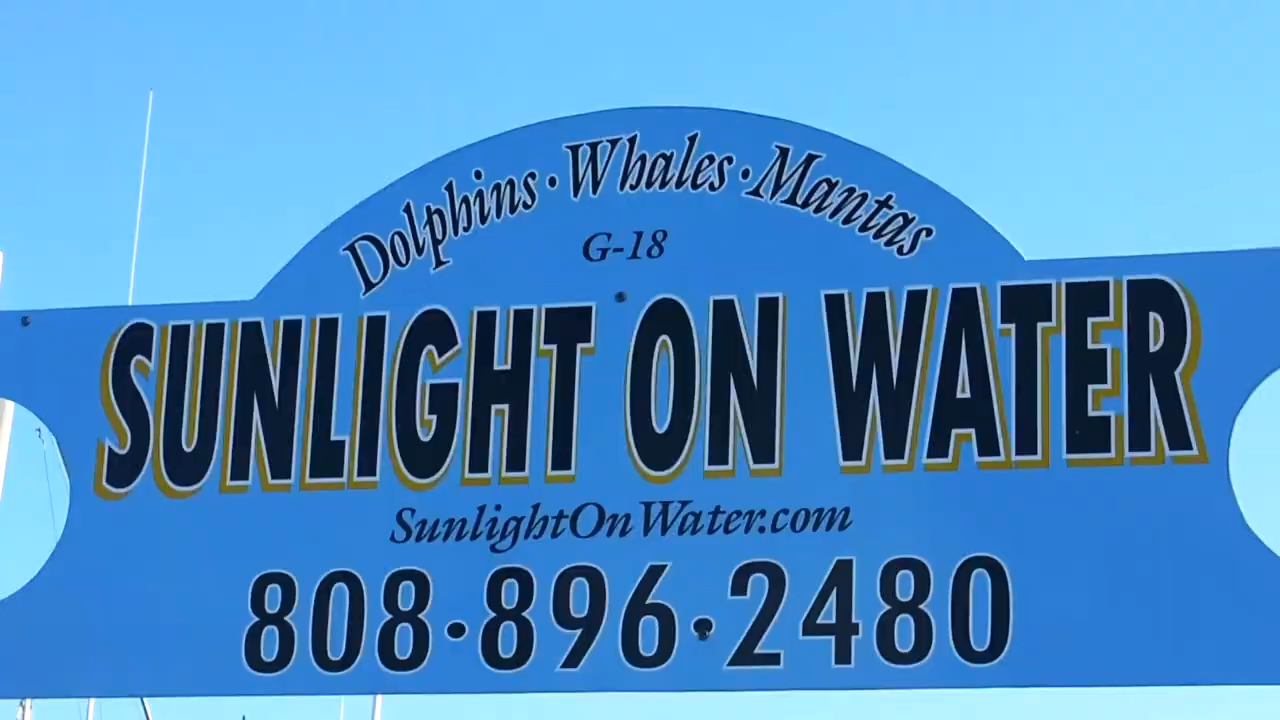 Dolphins·Whales·Mantas
G-18
SUNLIGHT ON WATER
SunlightOnWater.com
808·896·2480